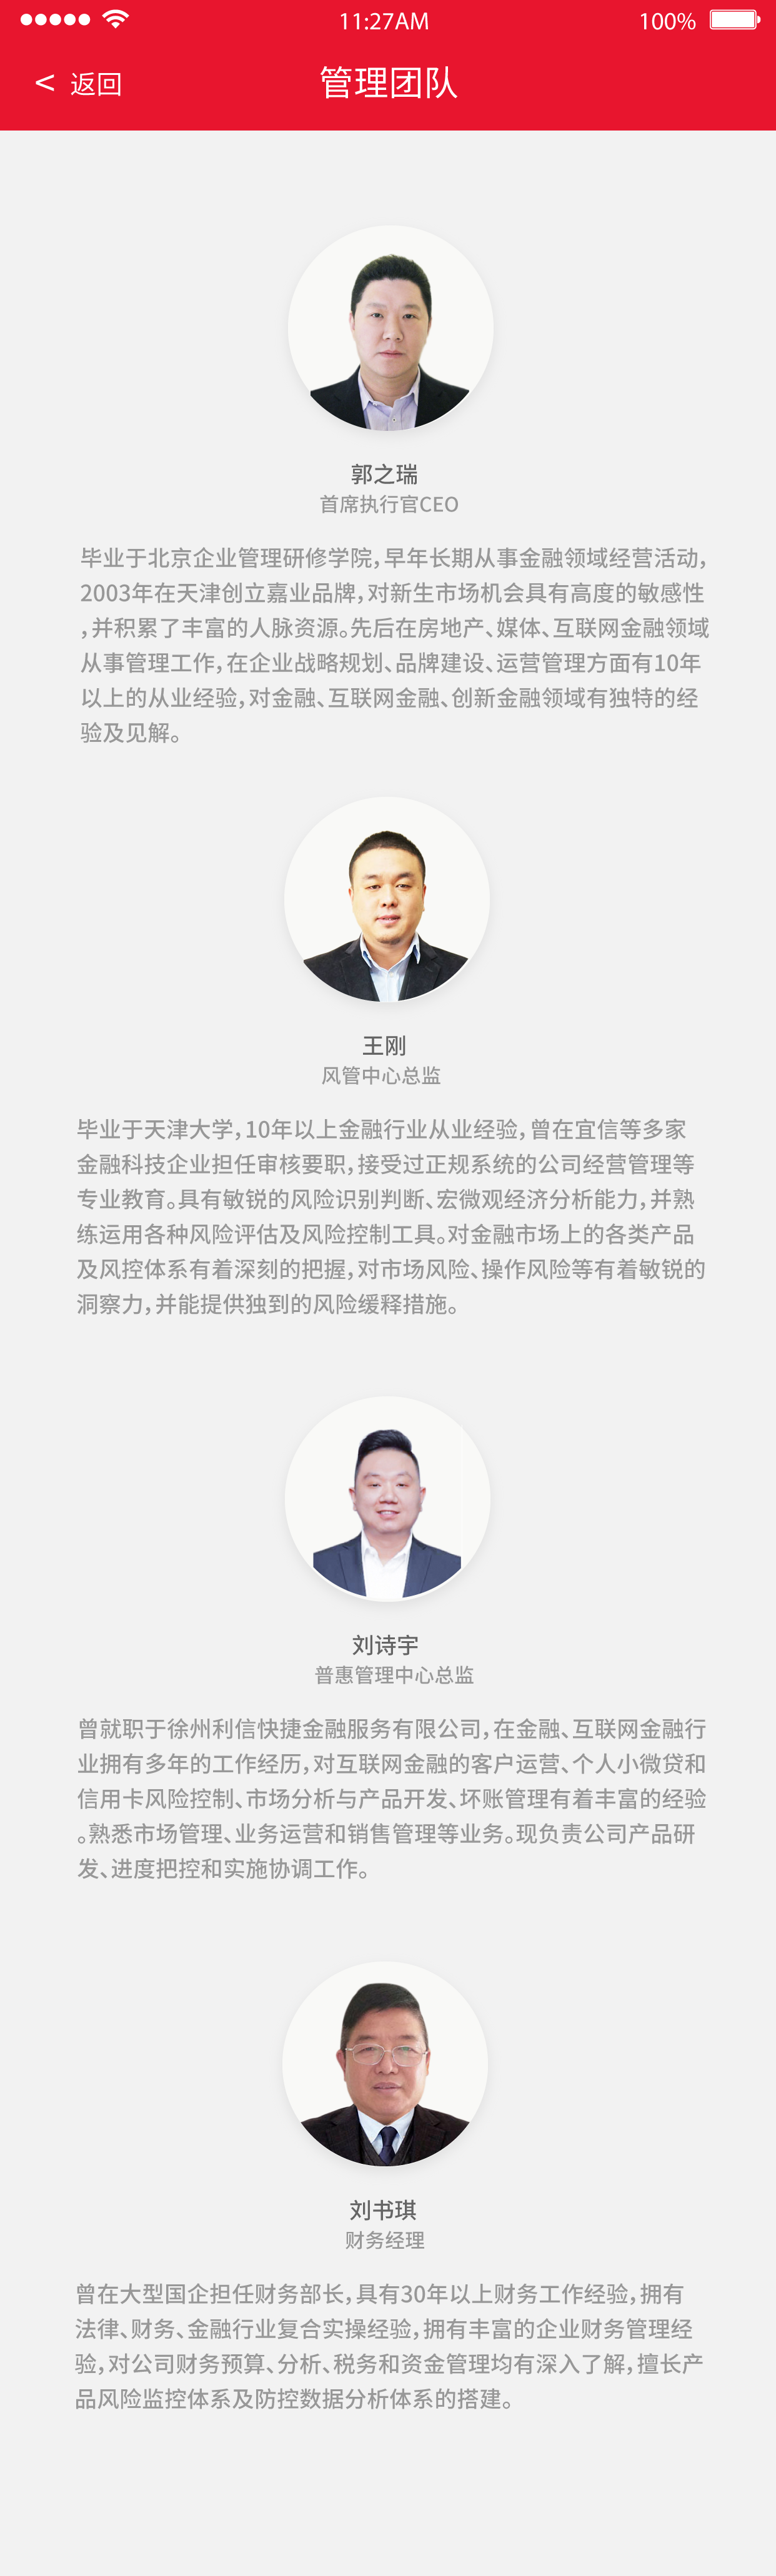 11:27AM
100%
< 返回
管理团队
郭之瑞
首席执行官CEO
毕业于北京企业管理研修学院，早年长期从事金融领域经营活动，
2003年在天津创立嘉业品牌，对新生市场机会具有高度的敏感性
，并积累了丰富的人脉资源。先后在房地产、媒体、互联网金融领域
从事管理工作，在企业战略规划、品牌建设、运营管理方面有10年
以上的从业经验，对金融、互联网金融、创新金融领域有独特的经
验及见解。
王刚
风管中心总监
毕业于天津大学，10年以上金融行业从业经验，曾在宜信等多家
金融科技企业担任审核要职，接受过正规系统的公司经营管理等
专业教育。具有敏锐的风险识别判断、宏微观经济分析能力，并熟
练运用各种风险评估及风险控制工具。对金融市场上的各类产品
及风控体系有着深刻的把握，对市场风险、操作风险等有着敏锐的
洞察力，并能提供独到的风险缓释措施。
刘诗宇
普惠管理中心总监
曾就职于徐州利信快捷金融服务有限公司，在金融、互联网金融行
业拥有多年的工作经历，对互联网金融的客户运营、个人小微贷和
信用卡风险控制、市场分析与产品开发、坏账管理有着丰富的经验
。熟悉市场管理、业务运营和销售管理等业务。现负责公司产品研
发、进度把控和实施协调工作。
刘书琪
财务经理
曾在大型国企担任财务部长，具有30年以上财务工作经验，拥有
法律、财务、金融行业复合实操经验，拥有丰富的企业财务管理经
验，对公司财务预算、分析、税务和资金管理均有深入了解，擅长产
品风险监控体系及防控数据分析体系的搭建。